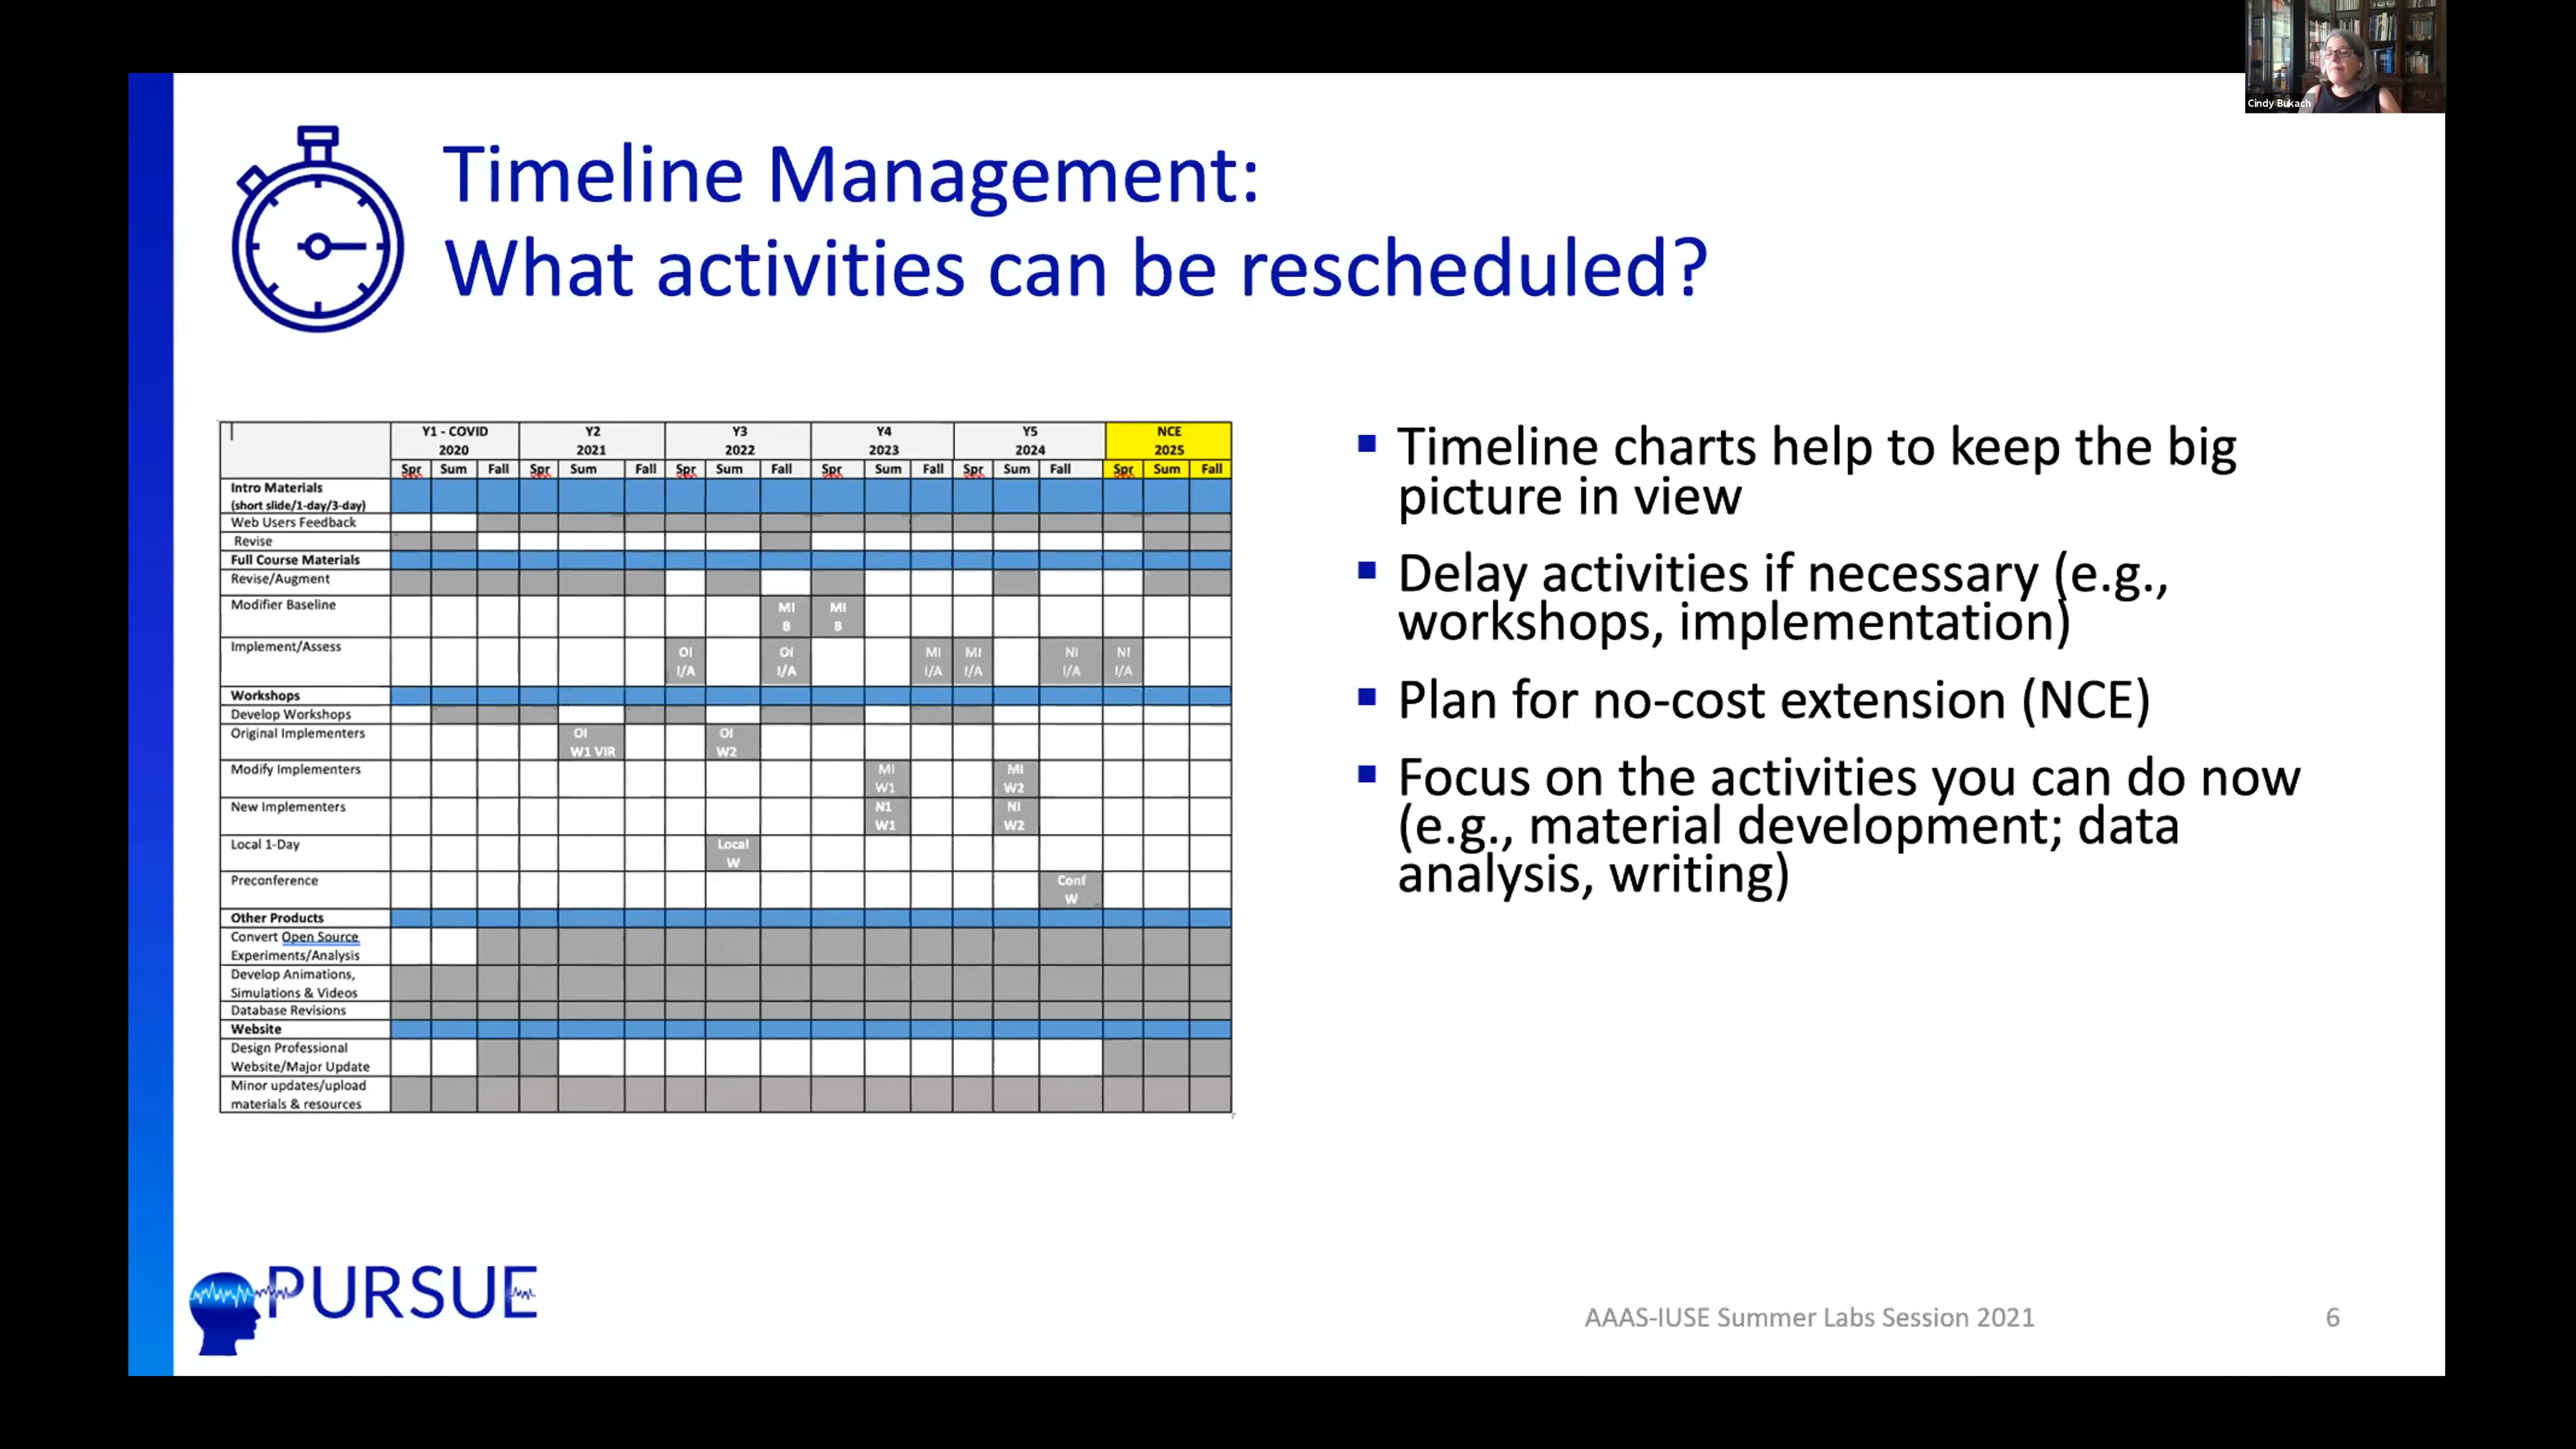 Cindy Bukach
Timeline Management:
What activities can be rescheduled?
Y1 - COVID Y2 Y3 Y4 Y5 NCE
2020 2021 2022 2023 2024 2025
Spr Sum Fall Spr Sum Fall Spr Sum Fall Spr Sum Fall Spr Sum Fall Spr Sum Fall
Intro Materials
(short slide/1-day/3-day)
Web Users Feedback
Revise
Full Course Materials
Revise/Augment
Modifier Baseline MI MI
B B
Implement/Assess OI OI MI MI NI NI
I/A I/A I/A I/A I/A I/A
Workshops
Develop Workshops
Original Implementers OI OI
W1 VIR W2
Modify Implementers MI MI
W1 W2
New Implementers N1 NI
W1 W2
Local 1-Day Local
W
Preconference Conf
W
Other Products
Convert Open Source
Experiments/Analysis
Develop Animations,
Simulations & Videos
Database Revisions
Website
Design Professional
Website/Major Update
Minor updates/upload
materials & resources
▪ Timeline charts help to keep the big
picture in view
▪ Delay activities if necessary (e.g.,
workshops, implementation)
▪ Plan for no-cost extension (NCE)
▪ Focus on the activities you can do now
(e.g., material development; data
analysis, writing)
PURSUE
AAAS-IUSE Summer Labs Session 2021
6